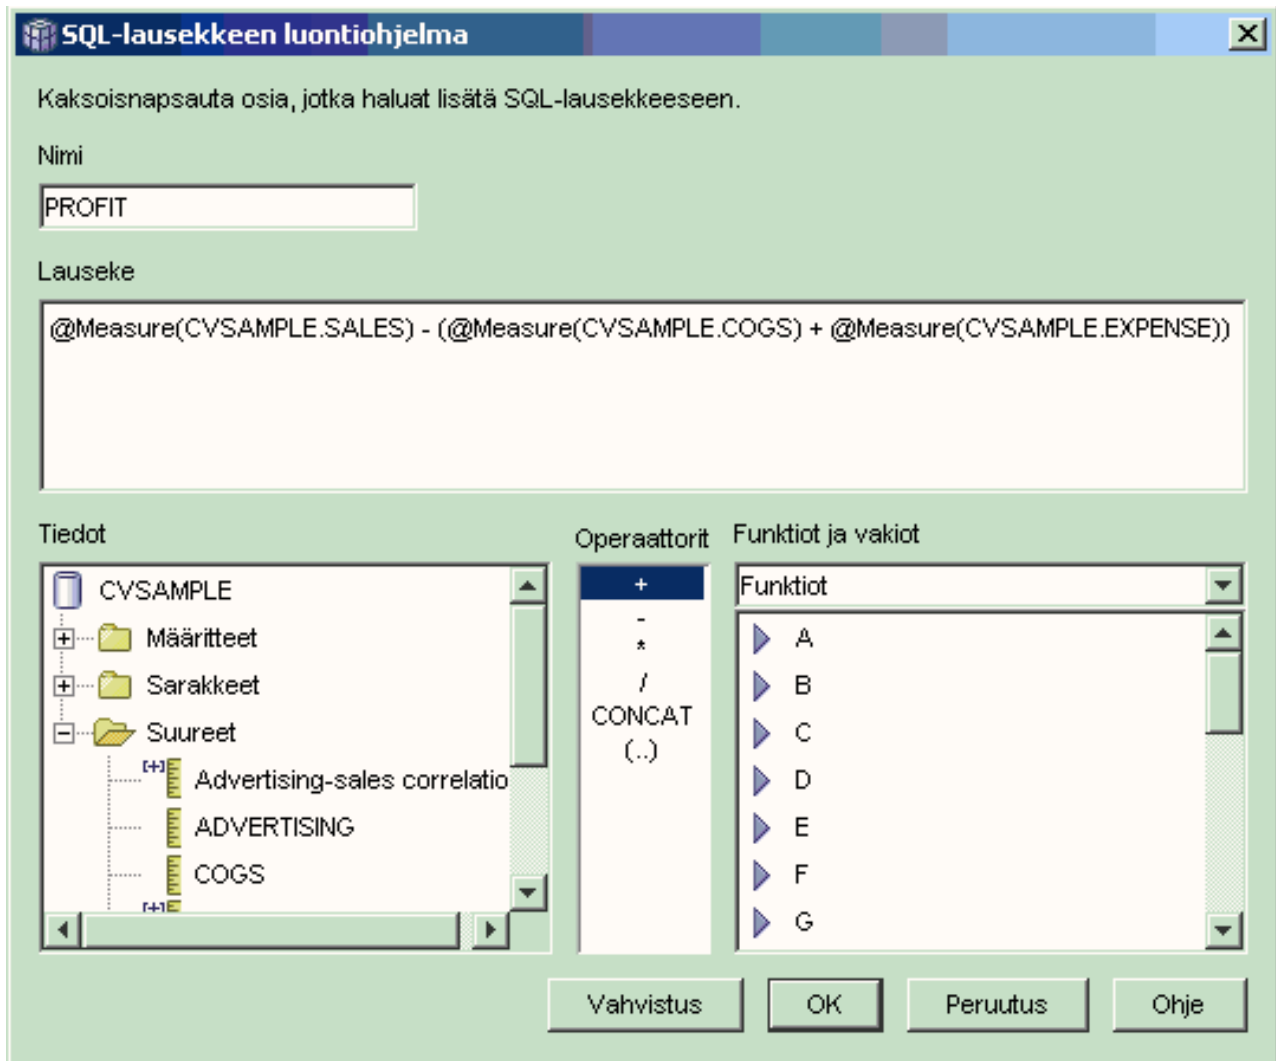 SQL-lausekkeen luontiohjelma
Kaksoisnapsauta osia, jotka haluat lisätä SQL-lausekkeeseen.
Nimi
PROFIT
Lauseke
@Measure(CVSAMPLE.SALES) - (@Measure(CVSAMPLE.COGS) + @Measure(CVSAMPLE.EXPENSE))
Tiedot
CVSAMPLE
Määritteet
Sarakkeet
Suureet
Advertising-sales correlatio
ADVERTISING
COGS
Operaattorit
+
-
*
/
CONCAT
(..)
Funktiot ja vakiot
Funktiot
A
B
C
D
E
F
G
Vahvistus
OK
Peruutus
Ohje